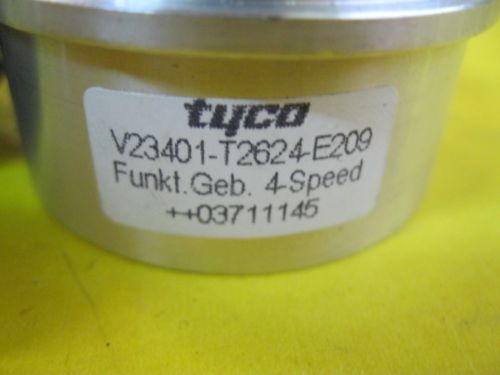 tyco
V23401-T2624-E209
Funkt.Geb. 4-Speed
++03711145